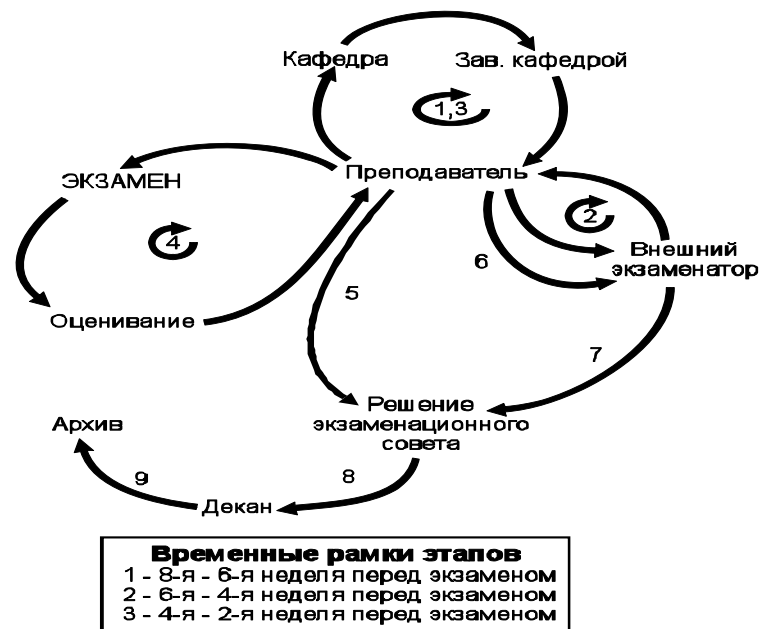 Кафедра
Зав. кафедрой
1,3
Преподаватель
ЭКЗАМЕН
2
4
Внешний
экзаменатор
6
5
Оценивание
7
Решение
экзаменационного
совета
Архив
9
8
Декан
Временные рамки этапов
1 - 8-я - 6-я неделя перед экзаменом
2 - 6-я - 4-я неделя перед экзаменом
3 - 4-я - 2-я неделя перед экзаменом